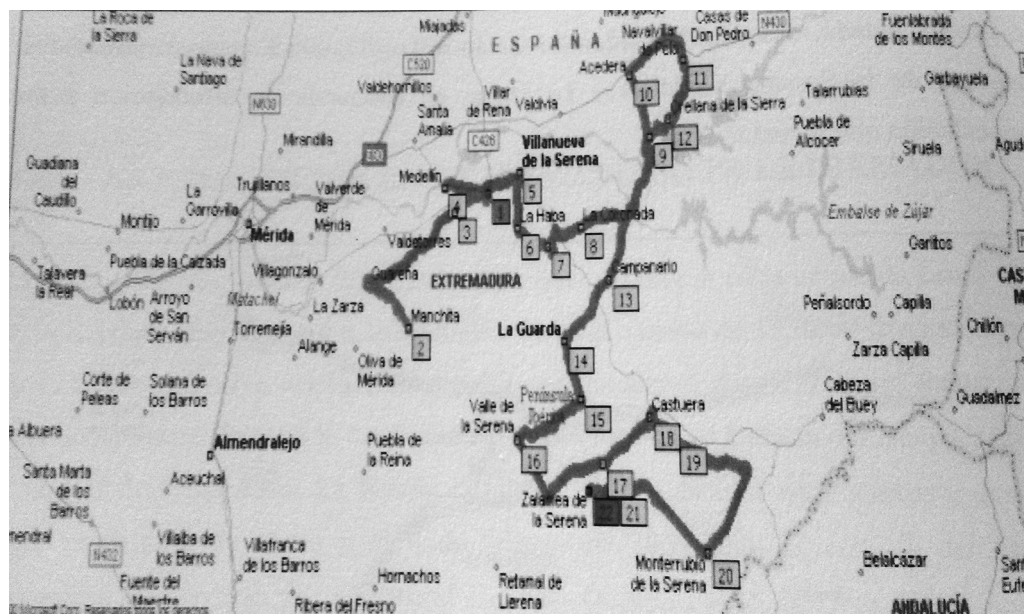 La Roca de
la Sierra
Miajadas
Casas de
Don Pedro
N430
Fuenlabrada
de los Montes
ESPAÑA
Navalvillar
de Pela
La Nava de
Santiago
C520
Acedera
11
Garbayuela
Valdehornillos
Villar
de Rena
Valdivia
10
Orellana de la Sierra
Talarrubias
N630
Santa
Amalia
Puebla de
Alcocer
Mirandilla
C426
Villanueva
de la Serena
12
9
Siruela
Guadiana
del
Caudillo
Medellín
5
La
Garrovilla
Trujillanos
Valverde
de
Mérida
4
1
3
La Haba
La Coronada
Embalse de Zújar
Montijo
Mérida
Valdetorres
6
7
8
Garlitos
Talavera
la Real
Puebla de la Calzada
Villagonzalo
Guareña
EXTREMADURA
Campanario
13
Lobón
Arroyo
de San
Serván
Matachel
La Zarza
Manchita
2
Peñalsordo
Capilla
Torremejía
La Guarda
Chillón
Alange
Oliva de
Mérida
14
Zarza Capilla
Corte de
Peleas
Solana de
los Barros
Península
Valle de
la Serena
15
Castuera
Cabeza
del Buey
Guadalmez
Almendralejo
Puebla de
la Reina
16
18
19
Santa Marta
de los
Barros
Aceuchal
17
Zalamea de
la Serena
22
21
Villalba de
los Barros
Villafranca
de los Barros
Monterrubio
de la Serena
20
Belalcázar
N432
Hornachos
Retamal de
Llerena
Fuente del
Maestre
Ribera del Fresno
ANDALUCÍA